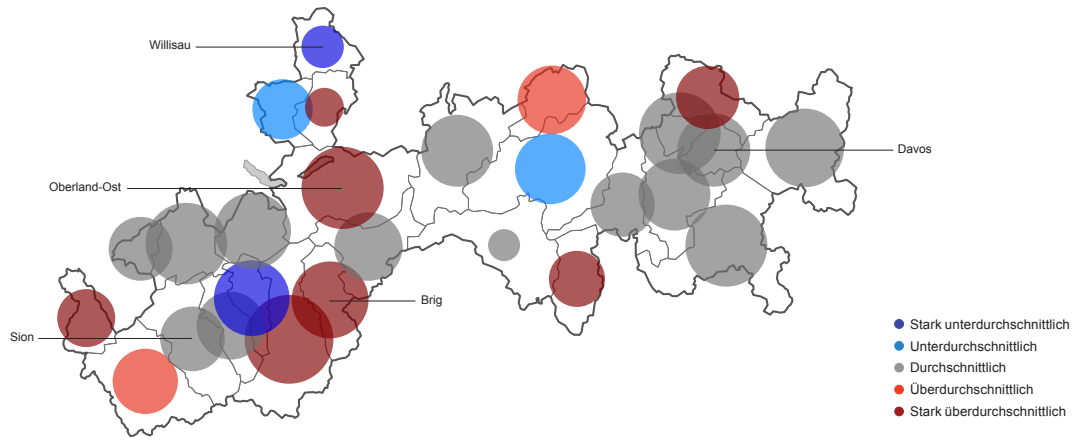 Willisau
Davos
Oberland-Ost
Brig
Sion
Stark unterdurchschnittlich
Unterdurchschnittlich
Durchschnittlich
Überdurchschnittlich
Stark überdurchschnittlich